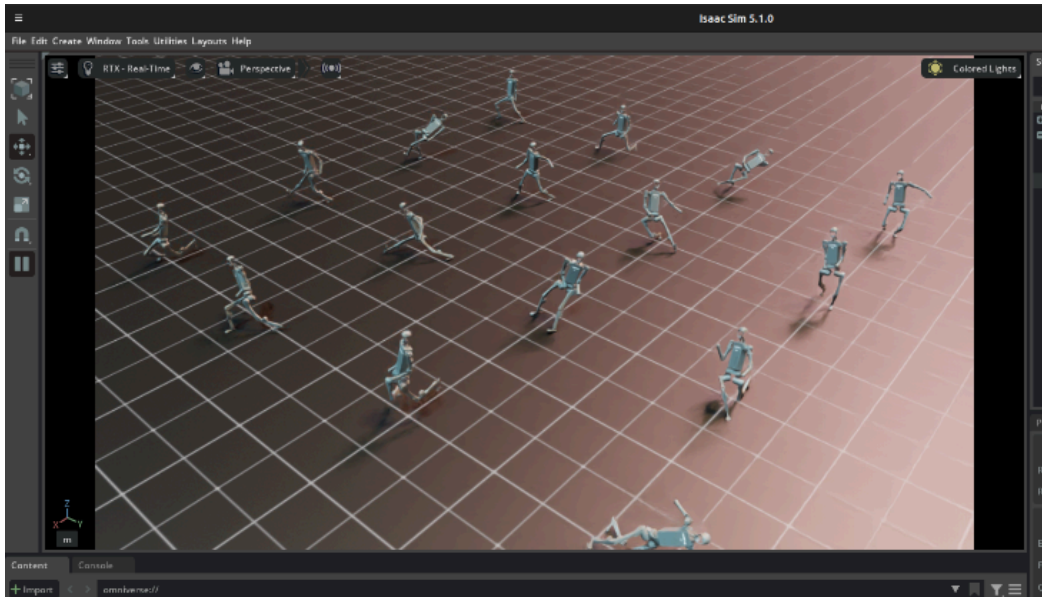 Isaac Sim 5.1.0
File Edit Create Window Tools Utilities Layouts Help
RTX - Real-Time
Perspective
Colored Lights
Z
X
Y
m
Content
Console
+ Import
omniverse://